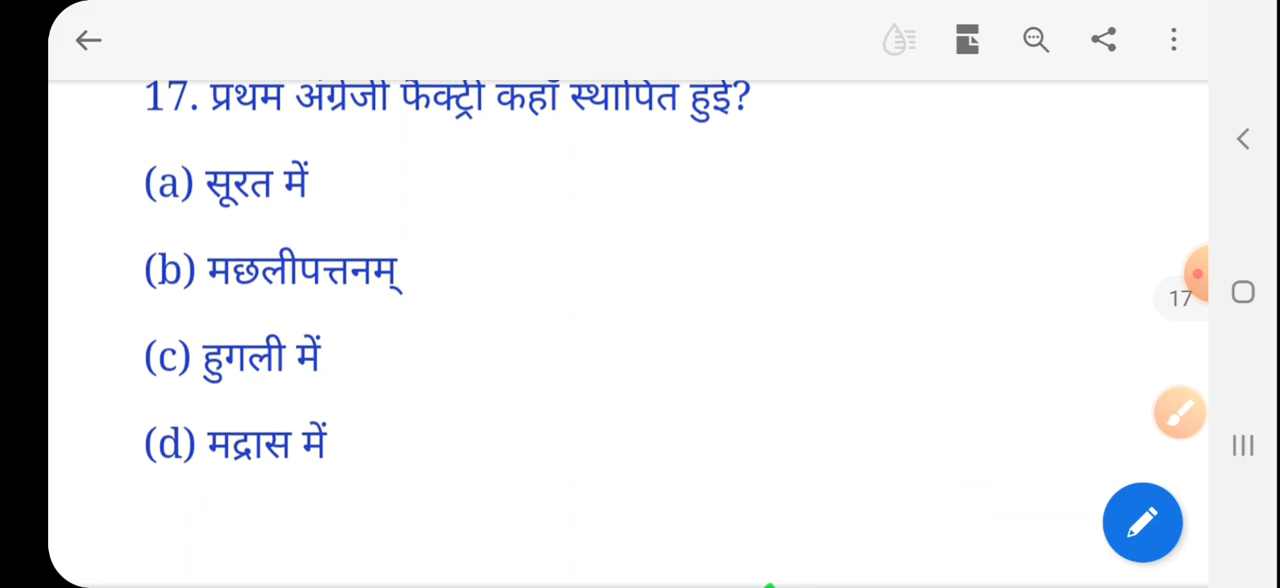 17. प्रथम अंग्रेजी फैक्ट्री कहाँ स्थापित हुई?
(a) सूरत में
(b) मछलीपत्तनम्
(c) हुगली में
17
(d) मद्रास में